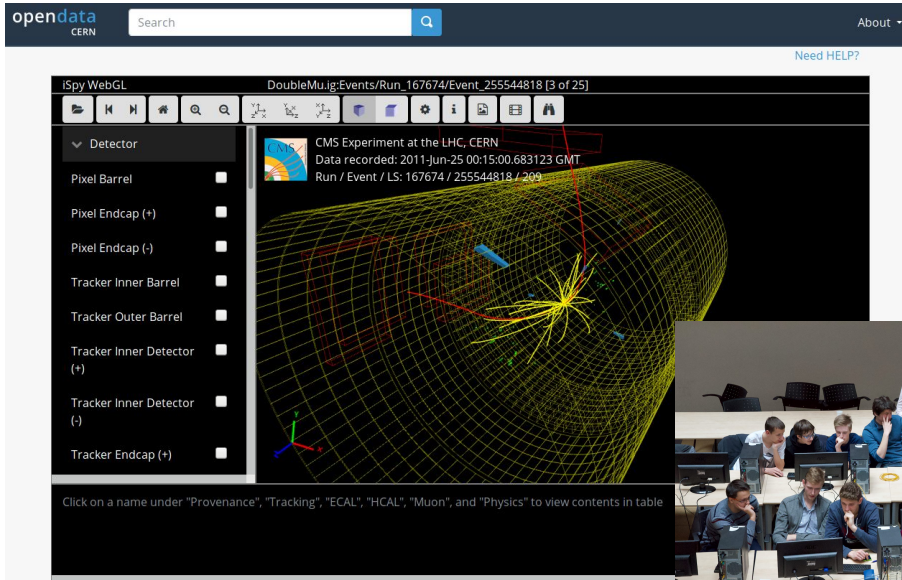 opendata
CERN
Search
About
Need HELP?
iSpy WebGL
DoubleMu.ig:Events/Run_167674/Event_255544818 [3 of 25]
Detector
Pixel Barrel
Pixel Endcap (+)
Pixel Endcap (-)
Tracker Inner Barrel
Tracker Outer Barrel
Tracker Inner Detector
(+)
Tracker Inner Detector
(-)
Tracker Endcap (+)
CMS
CMS Experiment at the LHC, CERN
Data recorded: 2011-Jun-25 00:15:00.683123 GMT
Run / Event / LS: 167674 / 255544818 / 209
Y
X
Z
Click on a name under "Provenance", "Tracking", "ECAL", "HCAL", "Muon", and "Physics" to view contents in table